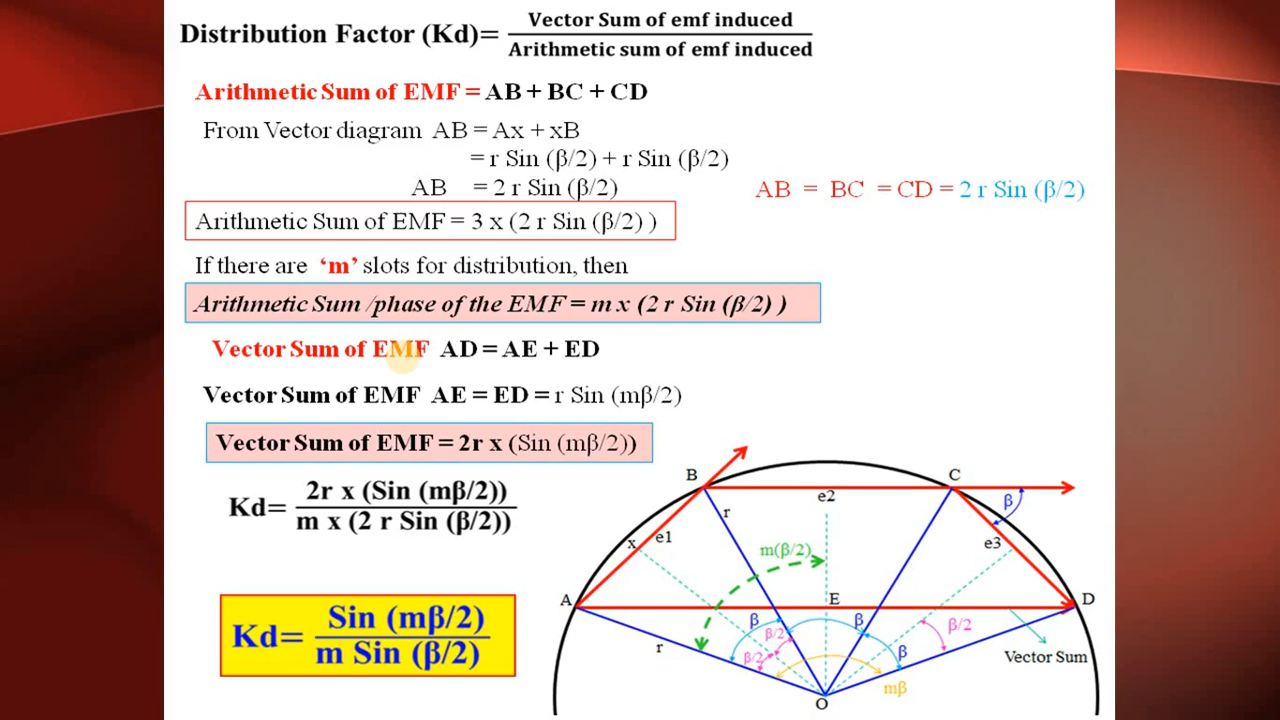 Distribution Factor (Kd)= Vector Sum of emf induced / Arithmetic sum of emf induced
Arithmetic Sum of EMF = AB + BC + CD
From Vector diagram AB = Ax + xB
= r Sin (β/2) + r Sin (β/2)
AB = 2 r Sin (β/2)
AB = BC = CD = 2 r Sin (β/2)
Arithmetic Sum of EMF = 3 x (2 r Sin (β/2) )
If there are ‘m’ slots for distribution, then
Arithmetic Sum /phase of the EMF = m x (2 r Sin (β/2) )
Vector Sum of EMF AD = AE + ED
Vector Sum of EMF AE = ED = r Sin (mβ/2)
Vector Sum of EMF = 2r x (Sin (mβ/2))
Kd= 2r x (Sin (mβ/2)) / m x (2 r Sin (β/2))
Kd= Sin (mβ/2) / m Sin (β/2)
B
C
e2
β
r
x
e1
e3
m(β/2)
A
E
D
β
β
β/2
β/2
r
β/2
β
Vector Sum
mβ
O